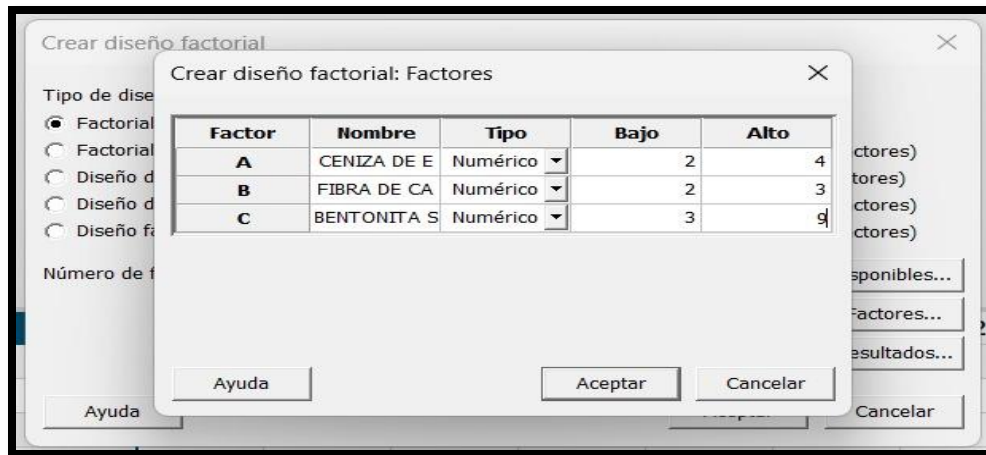 Crear diseño factorial
Crear diseño factorial: Factores
Tipo de dise
Factorial
Factorial
Diseño d
Diseño d
Diseño fa
Número de f
Factor Nombre Tipo Bajo Alto
A CENIZA DE E Numérico 2 4
B FIBRA DE CA Numérico 2 3
C BENTONITA S Numérico 3 9
ctores)
tores)
ctores)
ctores)
sponibles...
Factores...
esultados...
Ayuda Aceptar Cancelar
Ayuda Cancelar